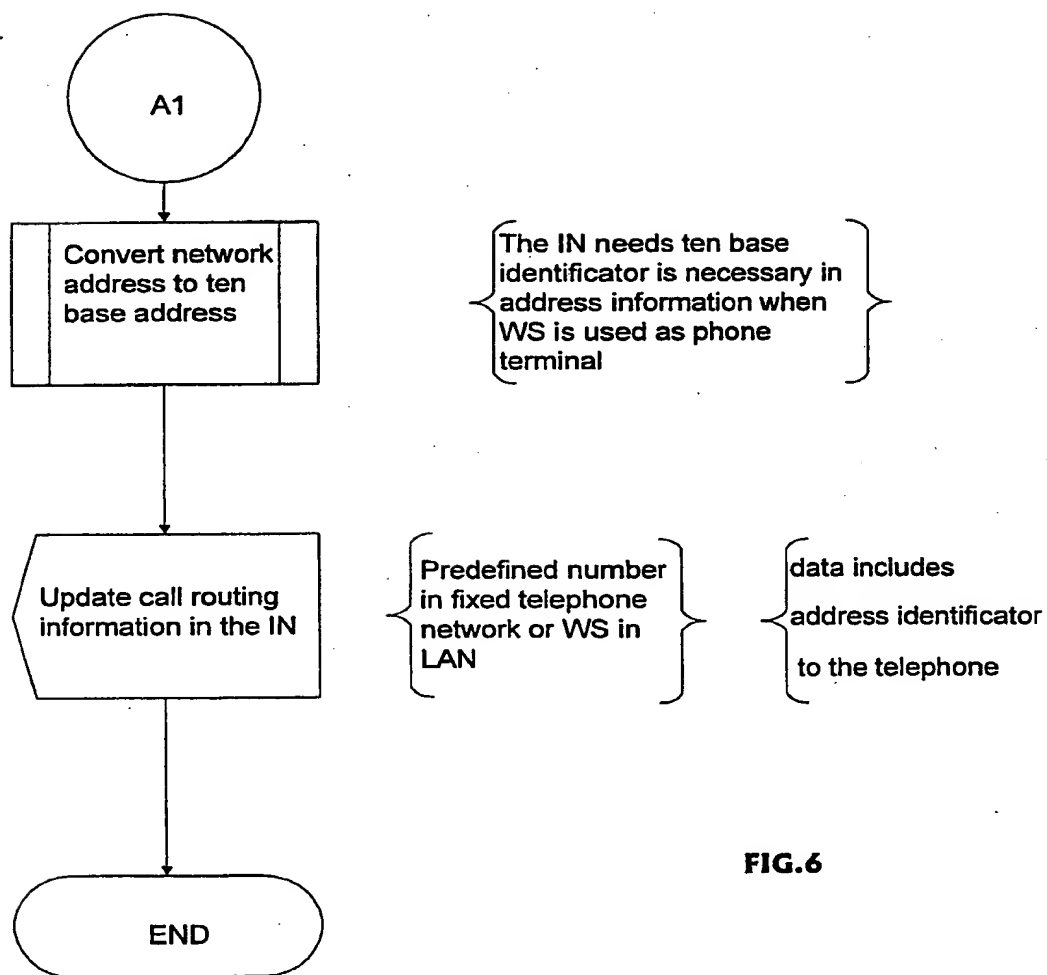 A1
Convert network
address to ten
base address
The IN needs ten base
identificator is necessary in
address information when
WS is used as phone
terminal
Update call routing
information in the IN
Predefined number
in fixed telephone
network or WS in
LAN
data includes
address identificator
to the telephone
END
FIG.6